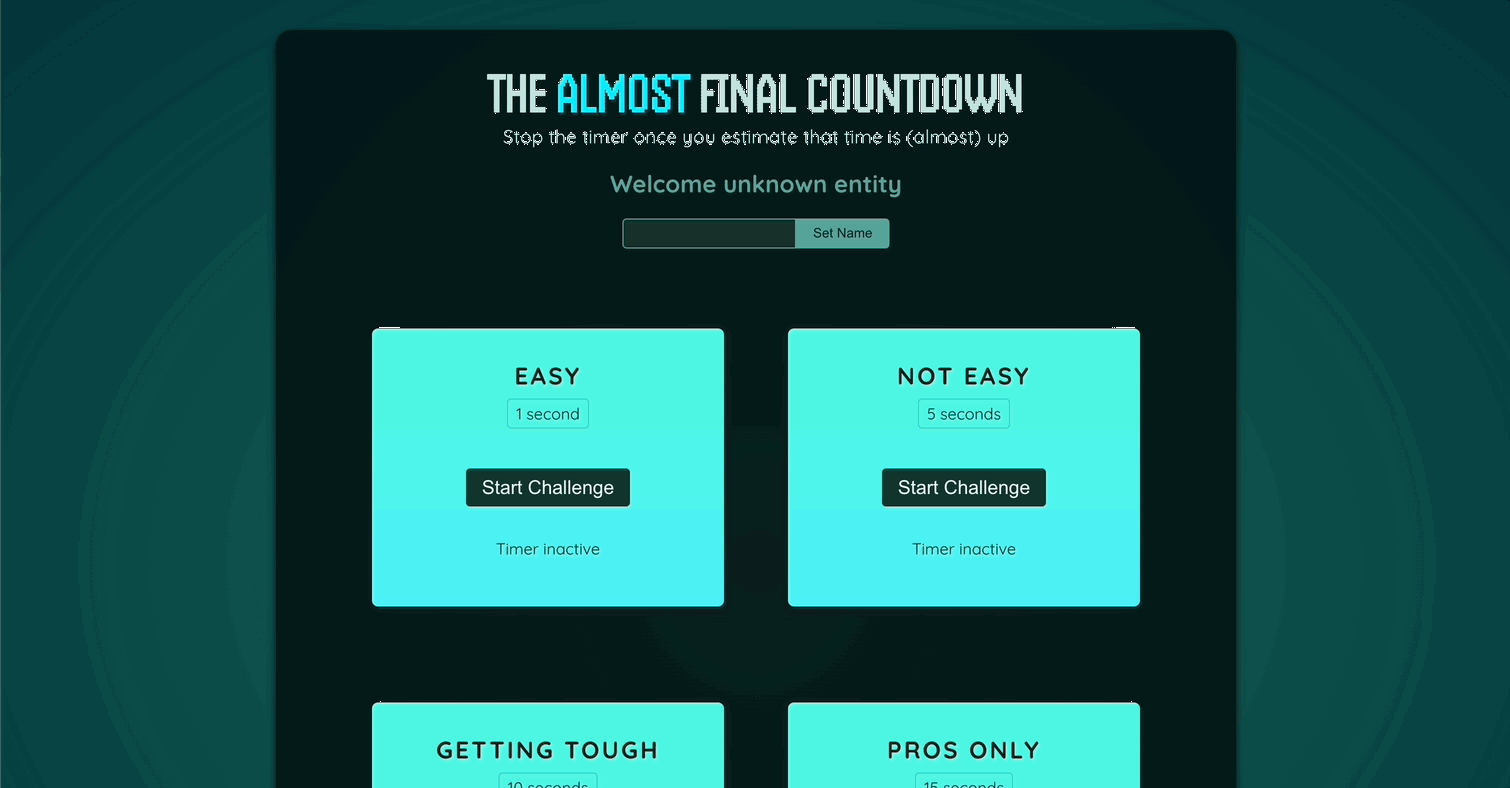 THE ALMOST FINAL COUNTDOWN
Stop the timer once you estimate that time is (almost) up
Welcome unknown entity
Set Name
EASY
1 second
Start Challenge
Timer inactive
NOT EASY
5 seconds
Start Challenge
Timer inactive
GETTING TOUGH
10 seconds
PROS ONLY
15 seconds